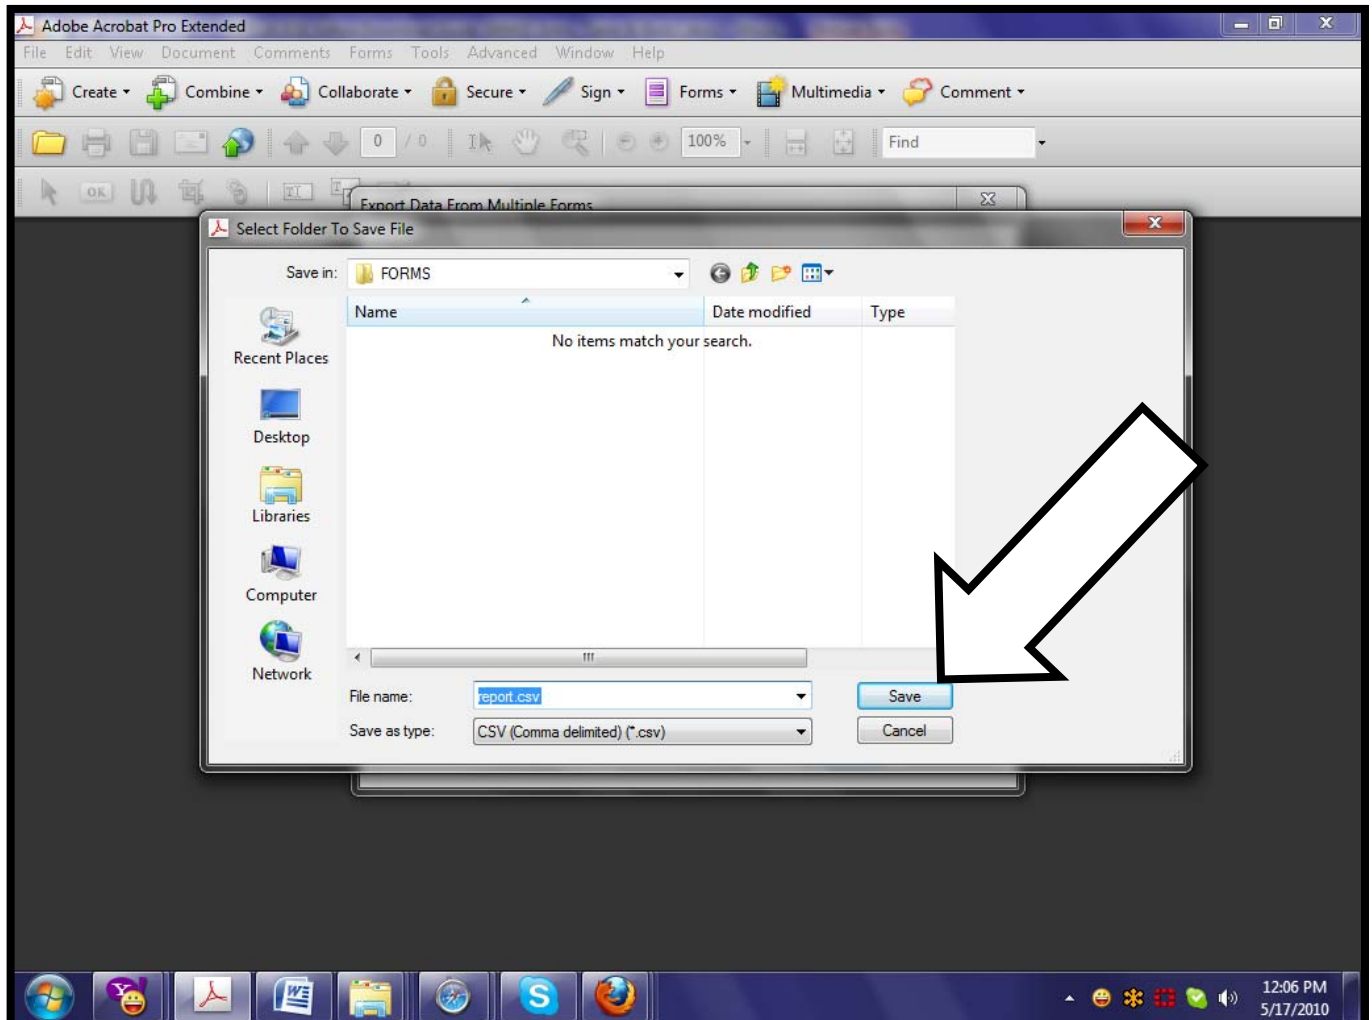 Adobe Acrobat Pro Extended
File Edit View Document Comments Forms Tools Advanced Window Help
Create Combine Collaborate Secure Sign Forms Multimedia Comment
0 / 0 100% Find
OK
Export Data From Multiple Forms
Select Folder To Save File
Save in: FORMS
Name Date modified Type
No items match your search.
Recent Places
Desktop
Libraries
Computer
Network
File name: report.csv Save
Save as type: CSV (Comma delimited) (*.csv) Cancel
12:06 PM
5/17/2010